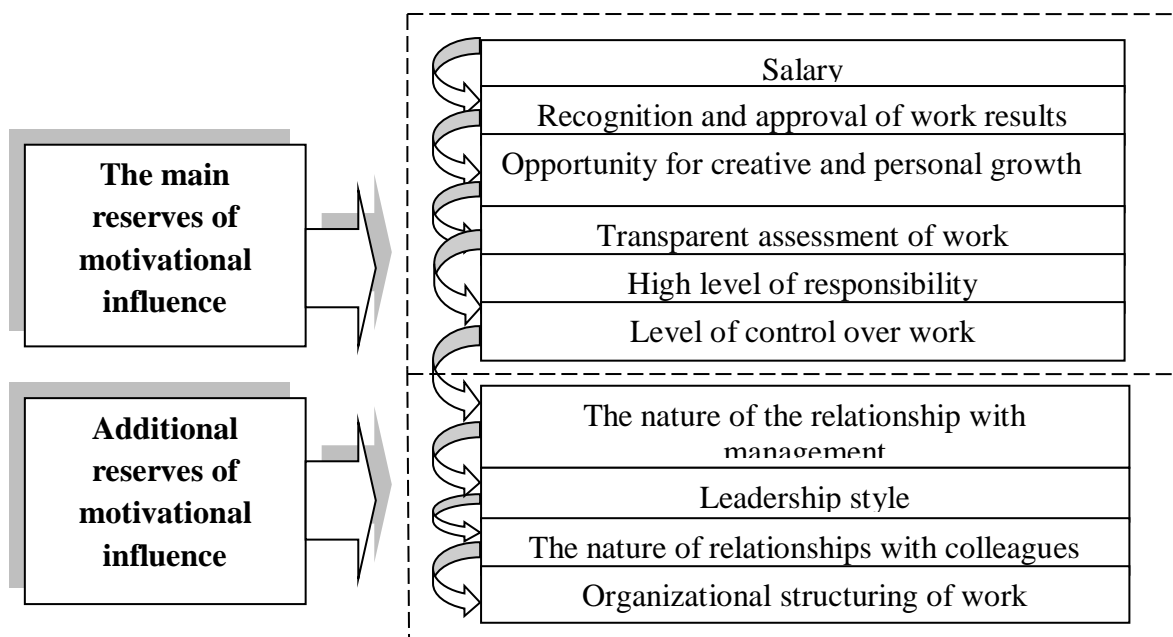 The main
reserves of
motivational
influence
Salary
Recognition and approval of work results
Opportunity for creative and personal growth
Transparent assessment of work
High level of responsibility
Level of control over work
Additional
reserves of
motivational
influence
The nature of the relationship with
management
Leadership style
The nature of relationships with colleagues
Organizational structuring of work